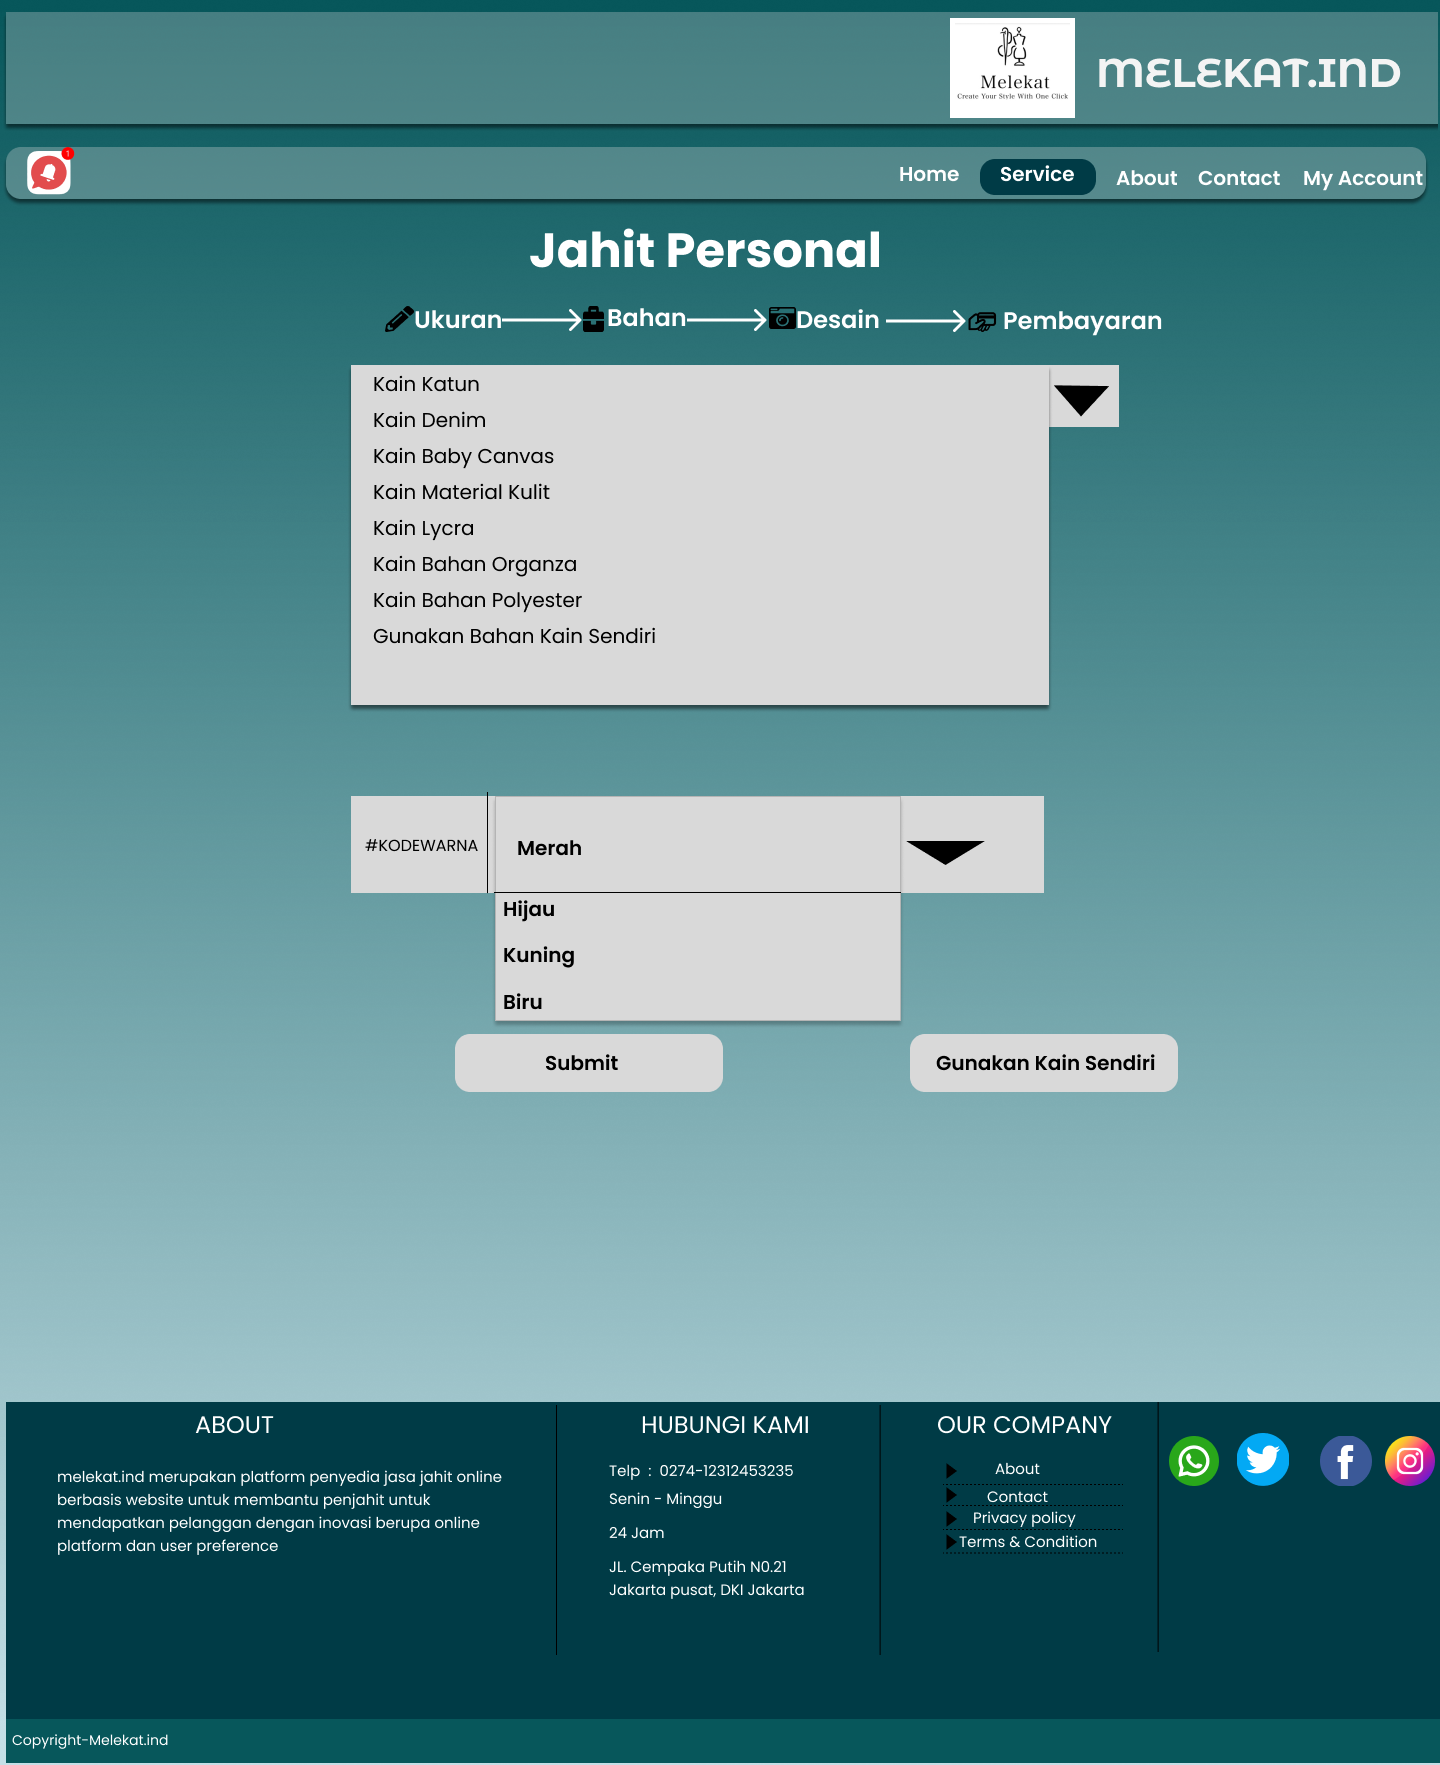 Melekat
Create Your Style With One Click
MELEKAT.IND
1
Home
Service
About
Contact
My Account
Jahit Personal
Ukuran
Bahan
Desain
Pembayaran
Kain Katun
Kain Denim
Kain Baby Canvas
Kain Material Kulit
Kain Lycra
Kain Bahan Organza
Kain Bahan Polyester
Gunakan Bahan Kain Sendiri
#KODEWARNA
Merah
Hijau
Kuning
Biru
Submit
Gunakan Kain Sendiri
ABOUT
melekat.ind merupakan platform penyedia jasa jahit online
berbasis website untuk membantu penjahit untuk
mendapatkan pelanggan dengan inovasi berupa online
platform dan user preference
HUBUNGI KAMI
Telp : 0274-12312453235
Senin - Minggu
24 Jam
JL. Cempaka Putih N0.21
Jakarta pusat, DKI Jakarta
OUR COMPANY
About
Contact
Privacy policy
Terms & Condition
Copyright-Melekat.ind